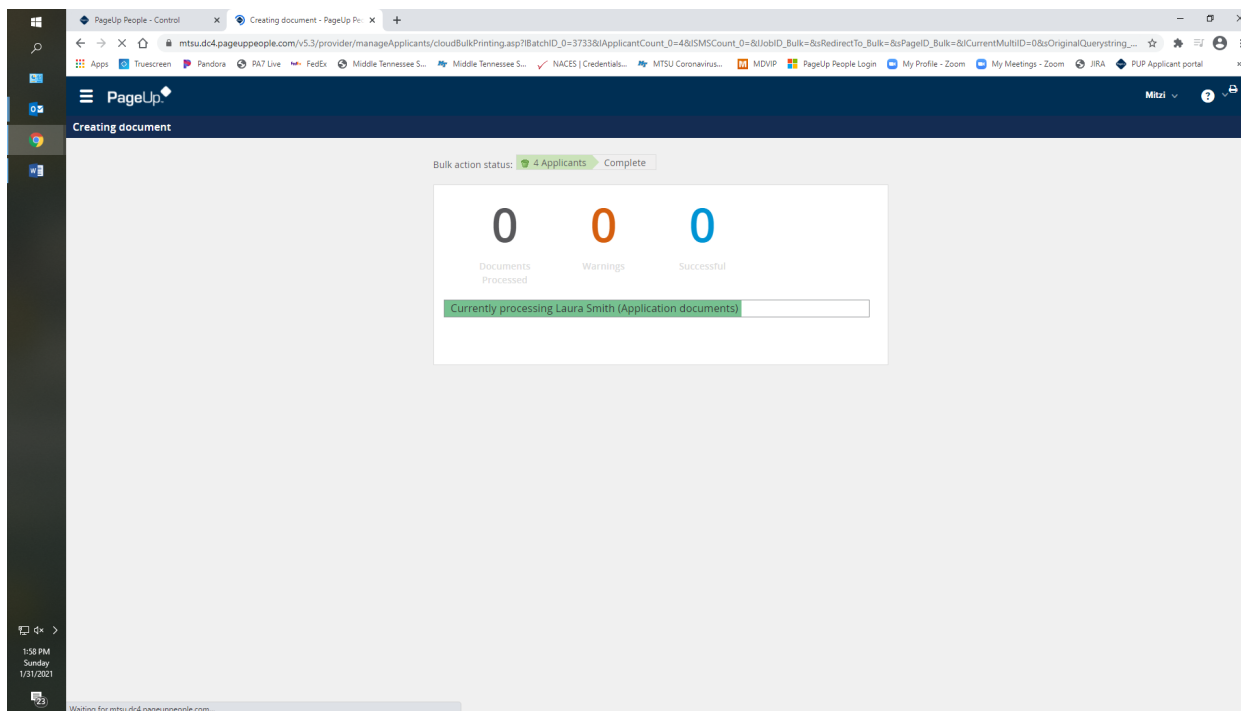 PageUp People - Control
Creating document - PageUp Pe
mtsu.dc4.pageuppeople.com/v5.3/provider/manageApplicants/cloudBulkPrinting.asp?lBatchID_0=3733&lApplicantCount_0=4&lSMSCount_0=&lJobID_Bulk=&sRedirectTo_Bulk=&sPageID_Bulk=&lCurrentMultiID=0&sOriginalQuerystring_...
Apps Truescreen Pandora PA7 Live FedEx Middle Tennessee S... Middle Tennessee S... NACES | Credentials... MTSU Coronavirus... MDVIP PageUp People Login My Profile - Zoom My Meetings - Zoom JIRA PUP Applicant portal
PageUp. Mitzi
Creating document
Bulk action status: 4 Applicants Complete
0 0 0
Documents Processed Warnings Successful
Currently processing Laura Smith (Application documents)
1:58 PM
Sunday
1/31/2021
23
Waiting for mtsu.dc4.pageuppeople.com...